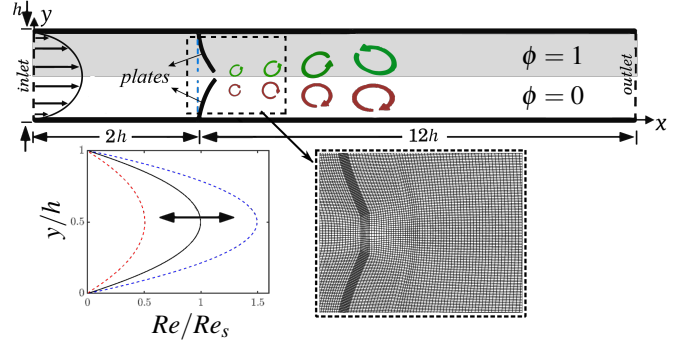 h
y
inlet
plates
ϕ = 1
ϕ = 0
outlet
x
2h
12h
y/h
1
0.5
0
0
0.5
1
1.5
Re/Re_s